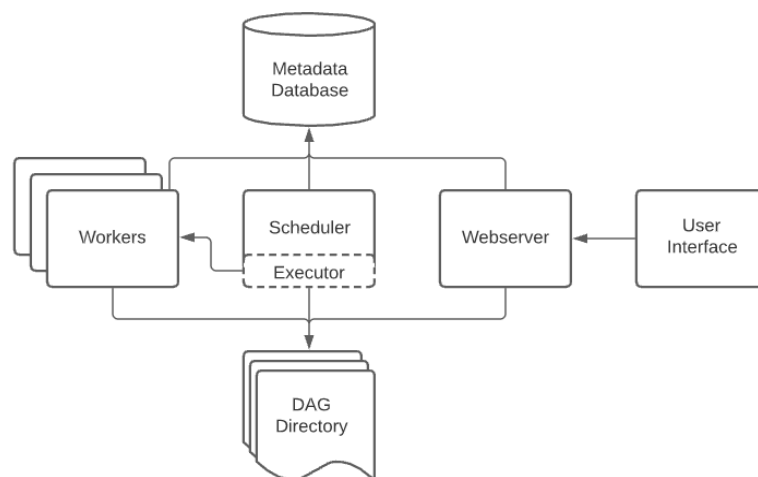 Metadata
Database
Workers
Scheduler
Executor
Webserver
User
Interface
DAG
Directory